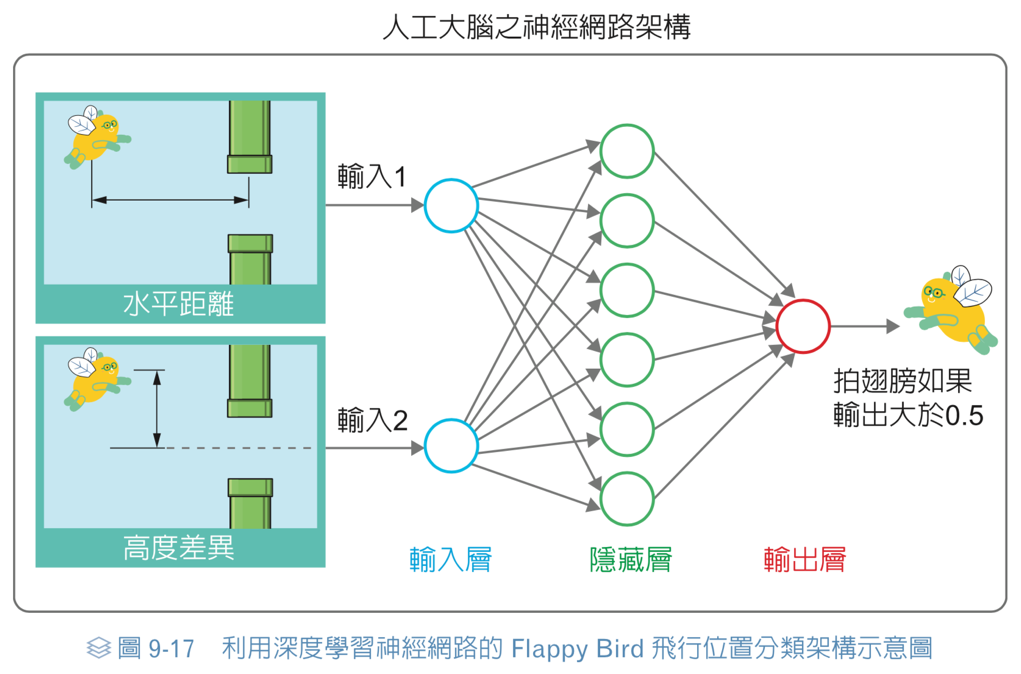 人工大腦之神經網路架構
水平距離
輸入1
高度差異
輸入2
拍翅膀如果
輸出大於0.5
輸入層
隱藏層
輸出層
圖 9-17 利用深度學習神經網路的 Flappy Bird 飛行位置分類架構示意圖